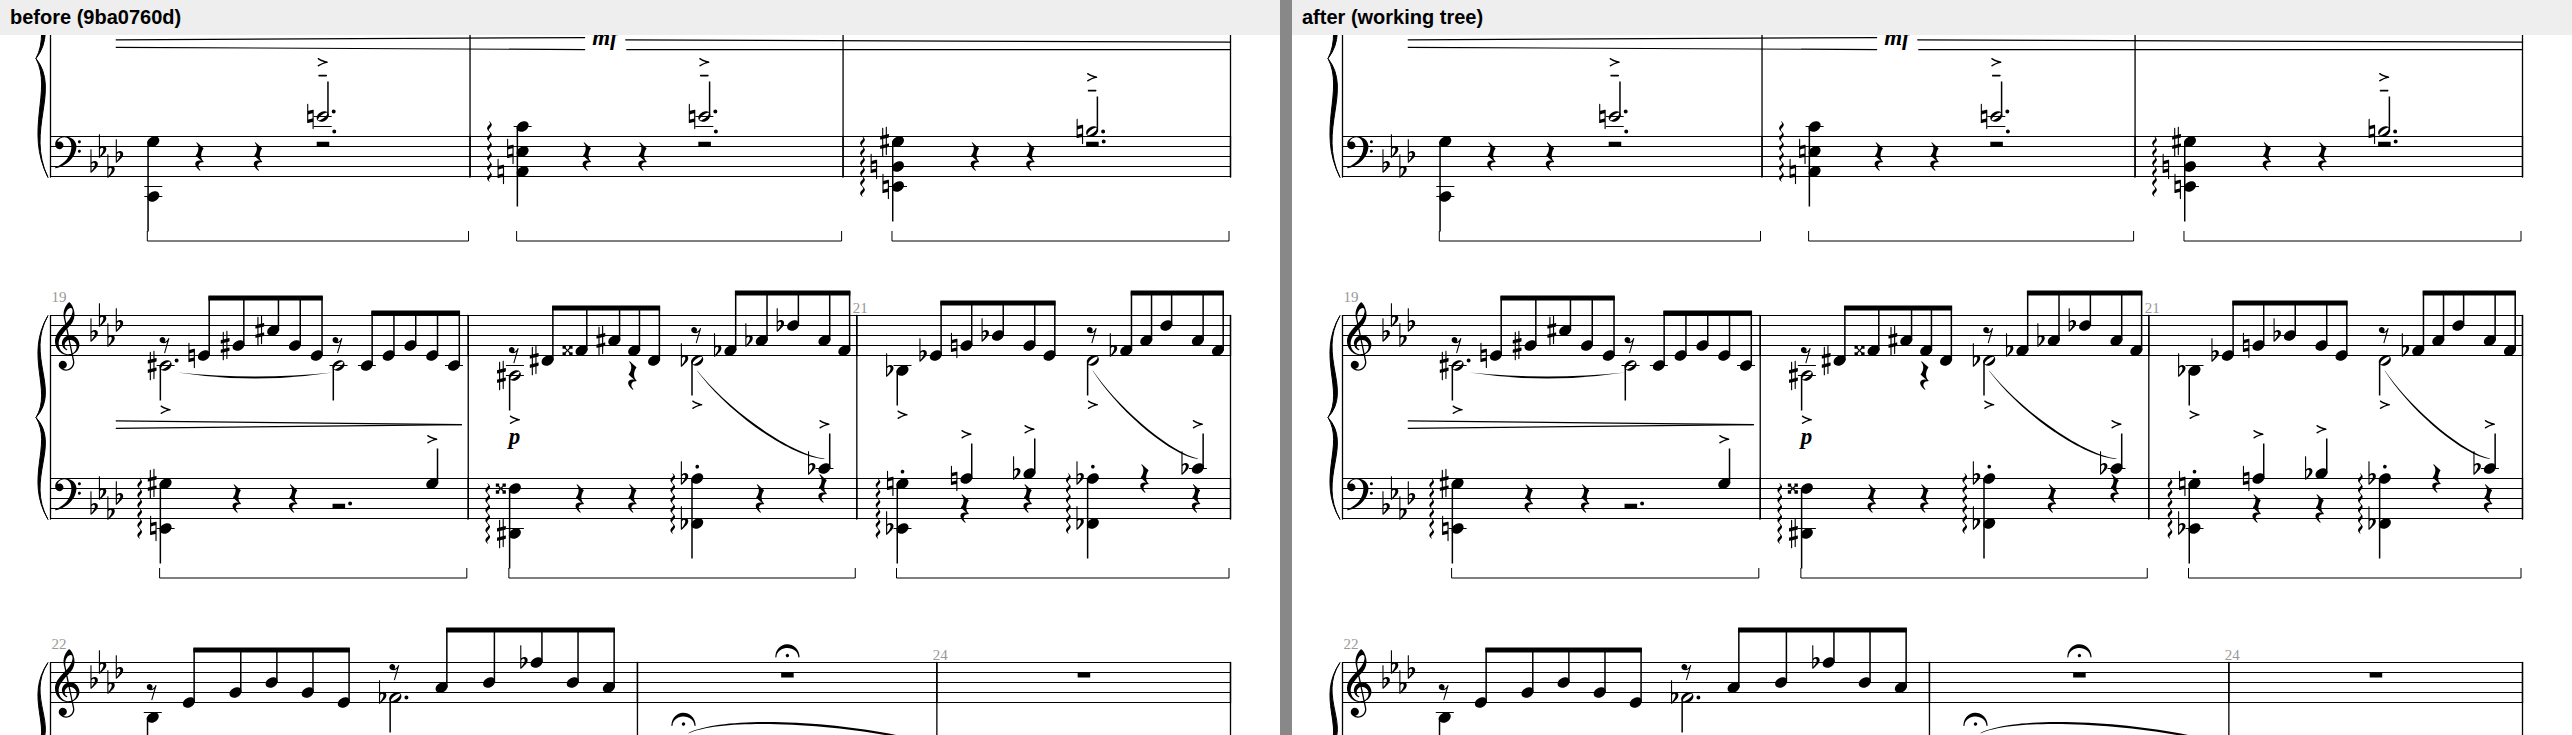 before (9ba0760d) after (working tree)
mf mf
19 21 19 21
p p
22 24 22 24